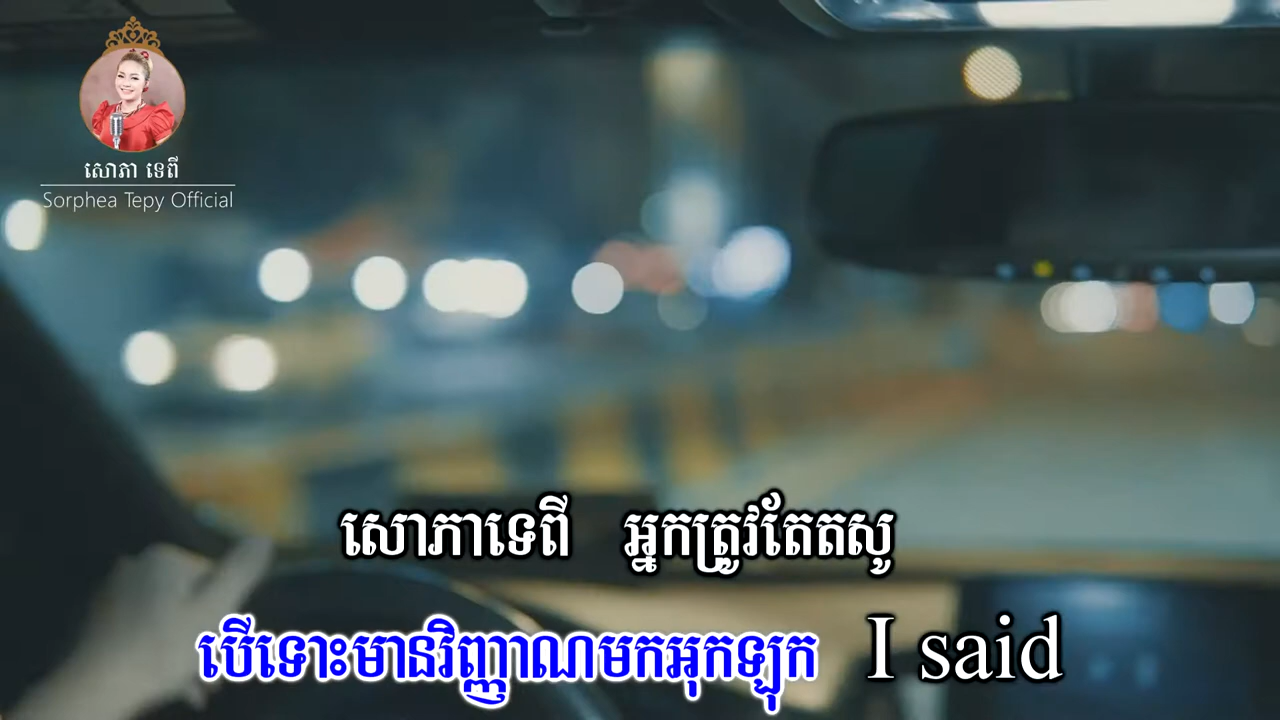 សោភា ទេពី
Sorphea Tepy Official
សោភាទេពី អ្នកត្រូវតែតស៊ូ
បើទោះមានវិញ្ញាណមកអុកឡុក I said